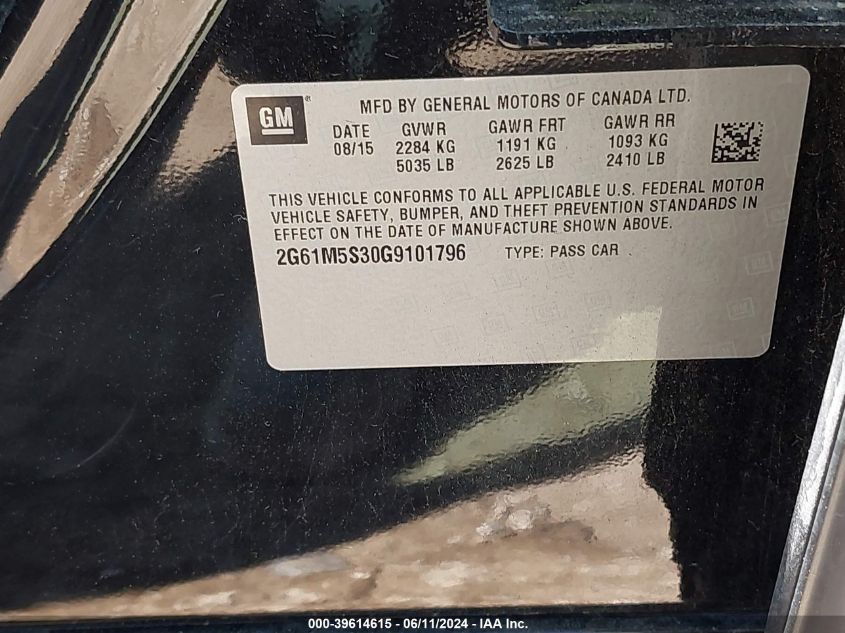 GM ®
MFD BY GENERAL MOTORS OF CANADA LTD.
DATE GVWR GAWR FRT GAWR RR
08/15 2284 KG 1191 KG 1093 KG
5035 LB 2625 LB 2410 LB
THIS VEHICLE CONFORMS TO ALL APPLICABLE U.S. FEDERAL MOTOR
VEHICLE SAFETY, BUMPER, AND THEFT PREVENTION STANDARDS IN
EFFECT ON THE DATE OF MANUFACTURE SHOWN ABOVE.
2G61M5S30G9101796 TYPE: PASS CAR
000-39614615 - 06/11/2024 - IAA Inc.